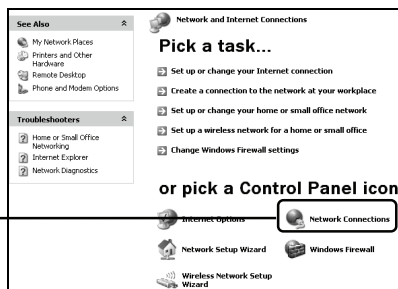 See Also
My Network Places
Printers and Other
Hardware
Remote Desktop
Phone and Modem Options
Troubleshooters
Home or Small Office
Networking
Internet Explorer
Network Diagnostics
Network and Internet Connections
Pick a task...
Set up or change your Internet connection
Create a connection to the network at your workplace
Set up or change your home or small office network
Set up a wireless network for a home or small office
Change Windows Firewall settings
or pick a Control Panel icon
Internet Options
Network Connections
Network Setup Wizard
Windows Firewall
Wireless Network Setup
Wizard